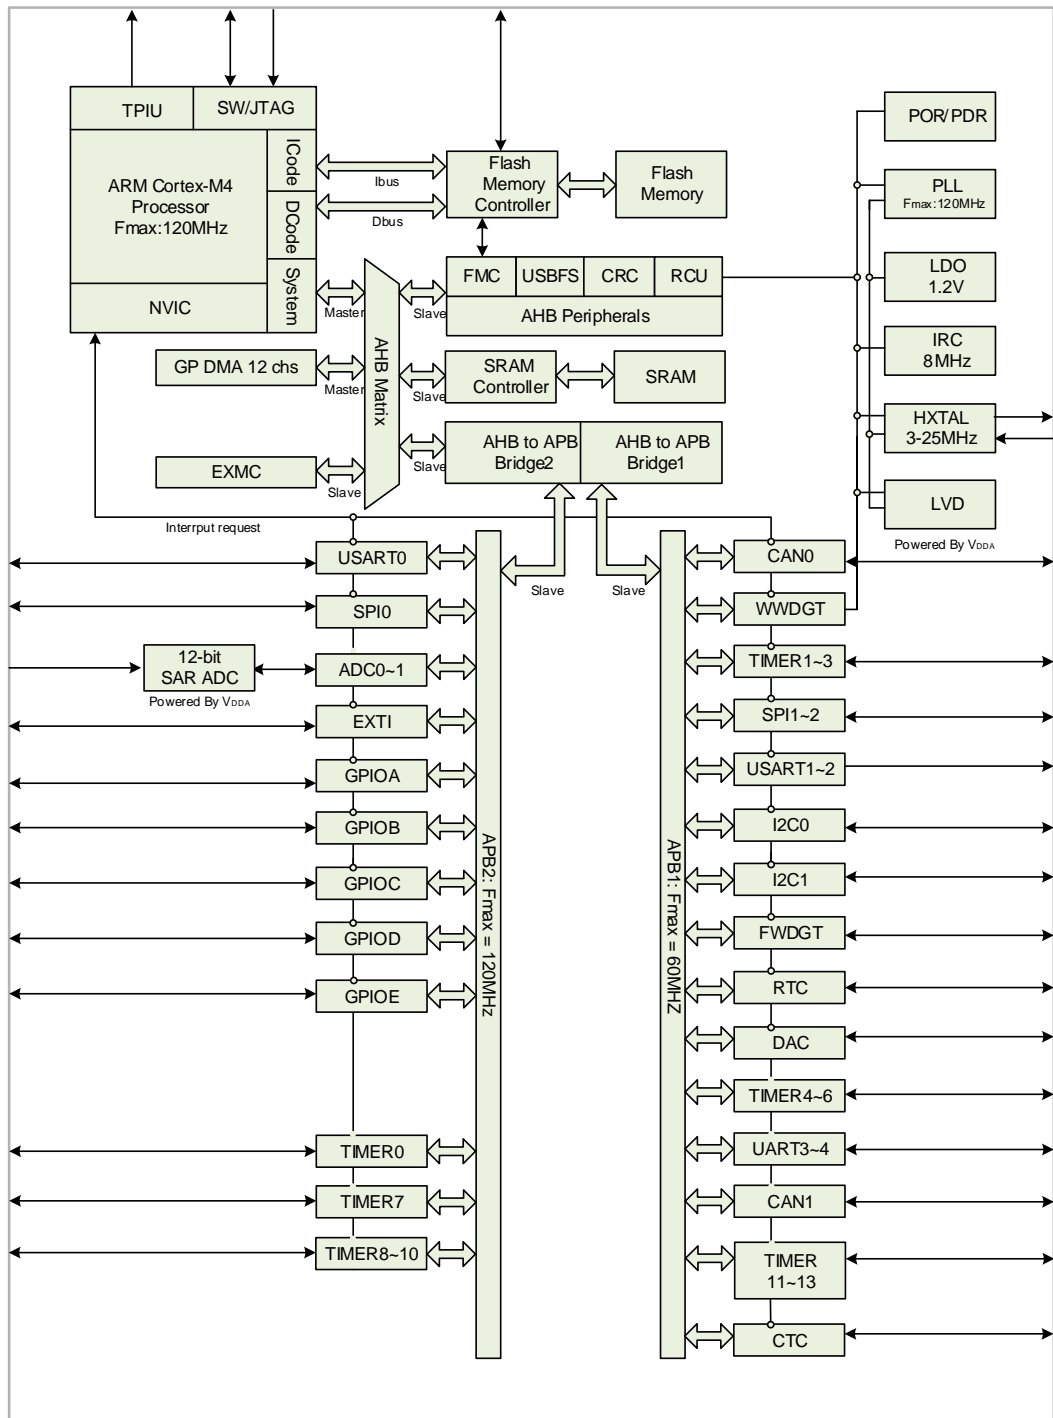 TPIU
SW/JTAG
ARM Cortex-M4
Processor
Fmax:120MHz
ICode
DCode
System
NVIC
Ibus
Dbus
Flash
Memory
Controller
Flash
Memory
FMC
USBFS
CRC
RCU
AHB Peripherals
Master
Slave
GP DMA 12 chs
Master
AHB Matrix
Slave
SRAM
Controller
SRAM
EXMC
Slave
Slave
AHB to APB
Bridge2
AHB to APB
Bridge1
POR/PDR
PLL
Fmax:120MHz
LDO
1.2V
IRC
8MHz
HXTAL
3-25MHz
LVD
Powered By VDDA
Interrput request
Slave
Slave
USART0
SPI0
12-bit
SAR ADC
Powered By VDDA
ADC0~1
EXTI
GPIOA
GPIOB
GPIOC
GPIOD
GPIOE
TIMER0
TIMER7
TIMER8~10
APB2: Fmax = 120MHz
APB1: Fmax = 60MHZ
CAN0
WWDGT
TIMER1~3
SPI1~2
USART1~2
I2C0
I2C1
FWDGT
RTC
DAC
TIMER4~6
UART3~4
CAN1
TIMER
11~13
CTC